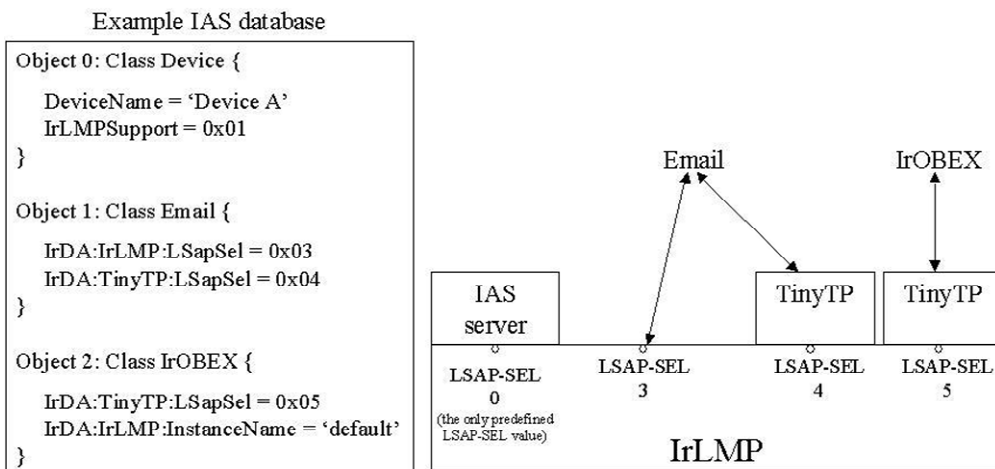 Example IAS database
Object 0: Class Device {
DeviceName = ‘Device A’
IrLMPSupport = 0x01
}
Object 1: Class Email {
IrDA:IrLMP:LSapSel = 0x03
IrDA:TinyTP:LSapSel = 0x04
}
Object 2: Class IrOBEX {
IrDA:TinyTP:LSapSel = 0x05
IrDA:IrLMP:InstanceName = ‘default’
}
Email
IrOBEX
IAS
server
TinyTP
TinyTP
LSAP-SEL
0
(the only predefined
LSAP-SEL value)
LSAP-SEL
3
LSAP-SEL
4
LSAP-SEL
5
IrLMP